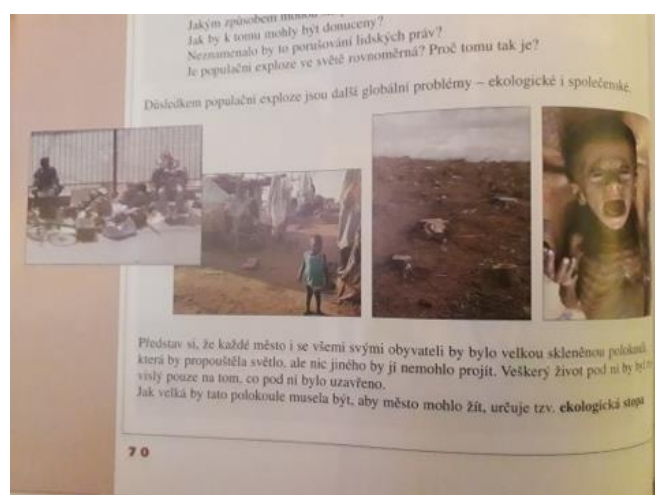 Jakým způsobem
Jak by k tomu mohly být donuceny?
Neznamenalo by to porušování lidských práv?
Je populační exploze ve světě rovnoměrná? Proč tomu tak je?
Důsledkem populační exploze jsou další globální problémy – ekologické i společenské.
Představ si, že každé město i se všemi svými obyvateli by bylo velkou skleněnou polokoulí,
která by propouštěla světlo, ale nic jiného by jí nemohlo projít. Veškerý život pod ní by byl
vislý pouze na tom, co pod ní bylo uzavřeno.
Jak velká by tato polokoule musela být, aby město mohlo žít, určuje tzv. ekologická stopa
70